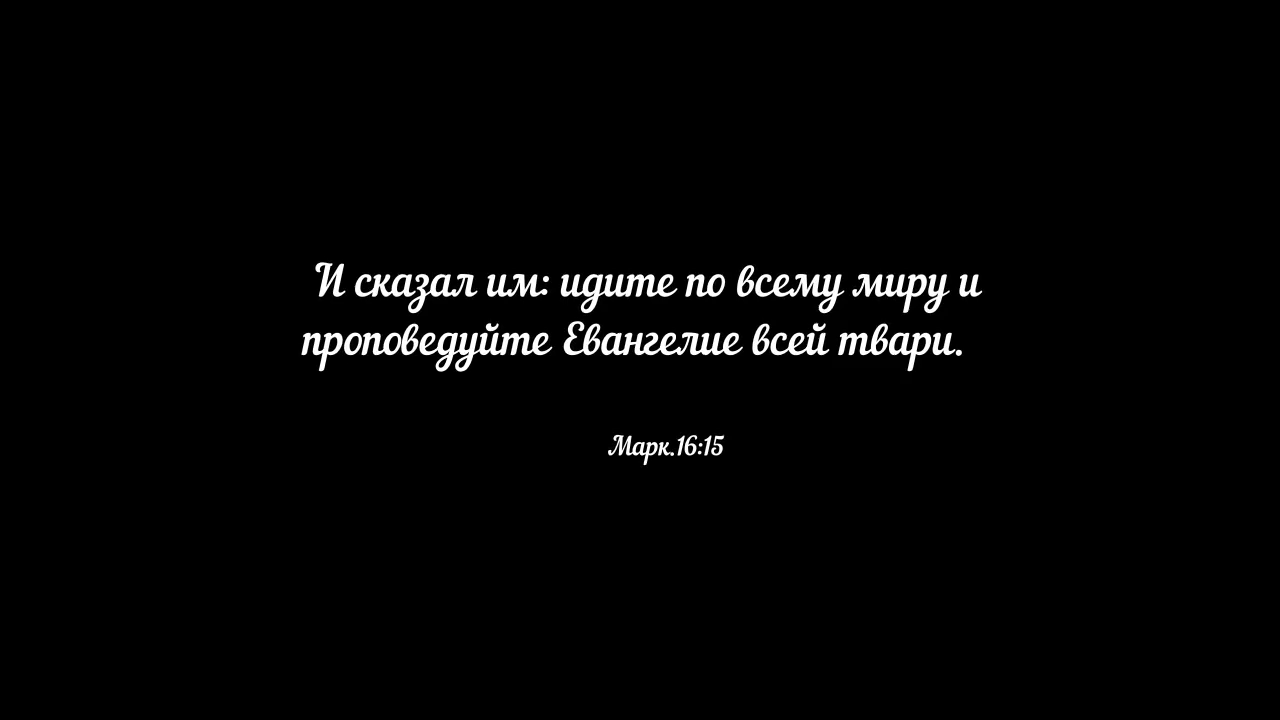 И сказал им: идите по всему миру и
проповедуйте Евангелие всей твари.
Марк.16:15